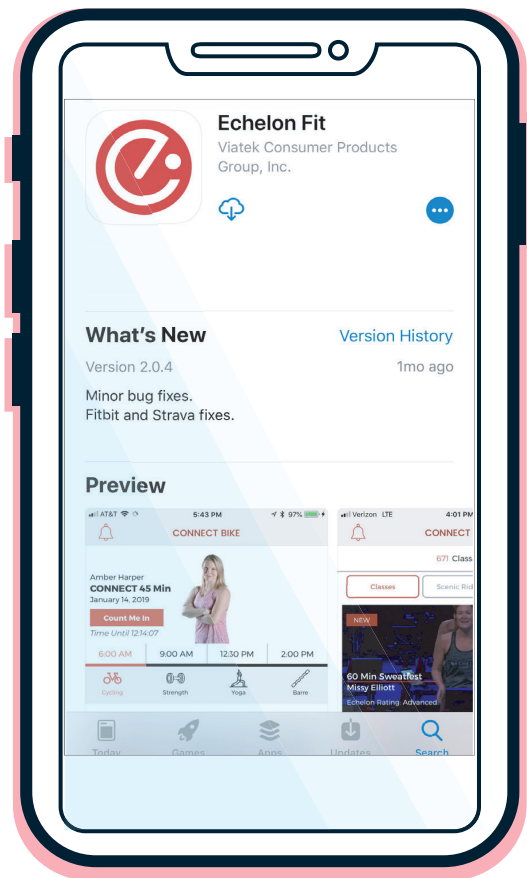 Echelon Fit
Viatek Consumer Products
Group, Inc.
What's New
Version History
Version 2.0.4
1mo ago
Minor bug fixes.
Fitbit and Strava fixes.
Preview
AT&T
5:43 PM
97%
CONNECT BIKE
Amber Harper
CONNECT 45 Min
January 14, 2019
Count Me In
Time Until 12:14:07
6:00 AM 9:00 AM 12:30 PM 2:00 PM
Cycling Strength Yoga Barre
Verizon LTE
4:01 PM
CONNECT
671 Class
Classes Scenic Rid
NEW
60 Min Sweatfest
Missy Elliott
Echelon Rating: Advanced
Today Games Apps Updates Search